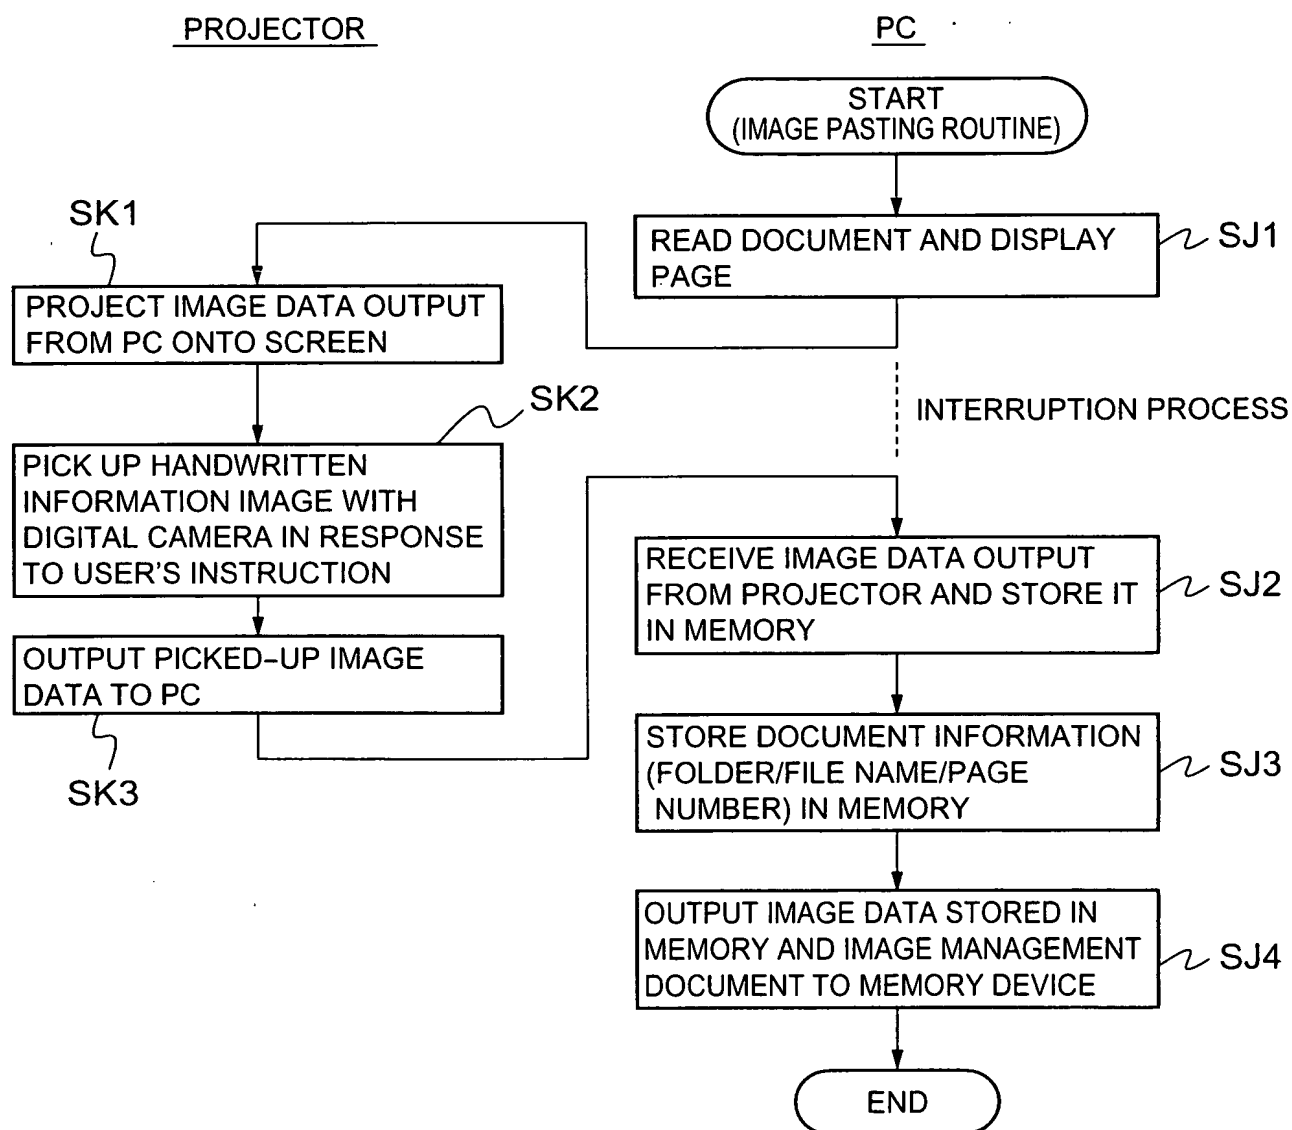 PROJECTOR
PC
START
(IMAGE PASTING ROUTINE)
SJ1
READ DOCUMENT AND DISPLAY
PAGE
SK1
PROJECT IMAGE DATA OUTPUT
FROM PC ONTO SCREEN
SK2
PICK UP HANDWRITTEN
INFORMATION IMAGE WITH
DIGITAL CAMERA IN RESPONSE
TO USER'S INSTRUCTION
OUTPUT PICKED-UP IMAGE
DATA TO PC
SK3
INTERRUPTION PROCESS
RECEIVE IMAGE DATA OUTPUT
FROM PROJECTOR AND STORE IT
IN MEMORY
SJ2
STORE DOCUMENT INFORMATION
(FOLDER/FILE NAME/PAGE
NUMBER) IN MEMORY
SJ3
OUTPUT IMAGE DATA STORED IN
MEMORY AND IMAGE MANAGEMENT
DOCUMENT TO MEMORY DEVICE
SJ4
END